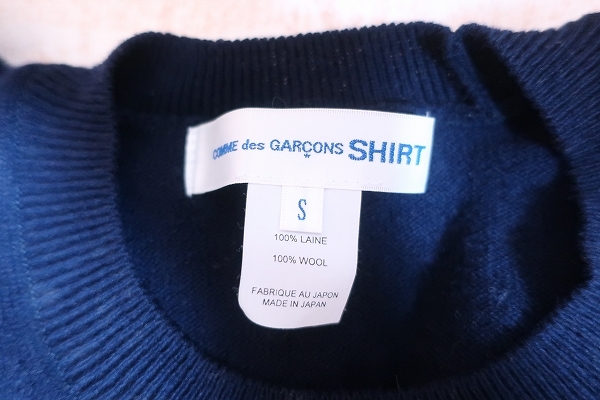 COMME des GARÇONS SHIRT
S
100% LAINE
100% WOOL
FABRIQUE AU JAPON
MADE IN JAPAN